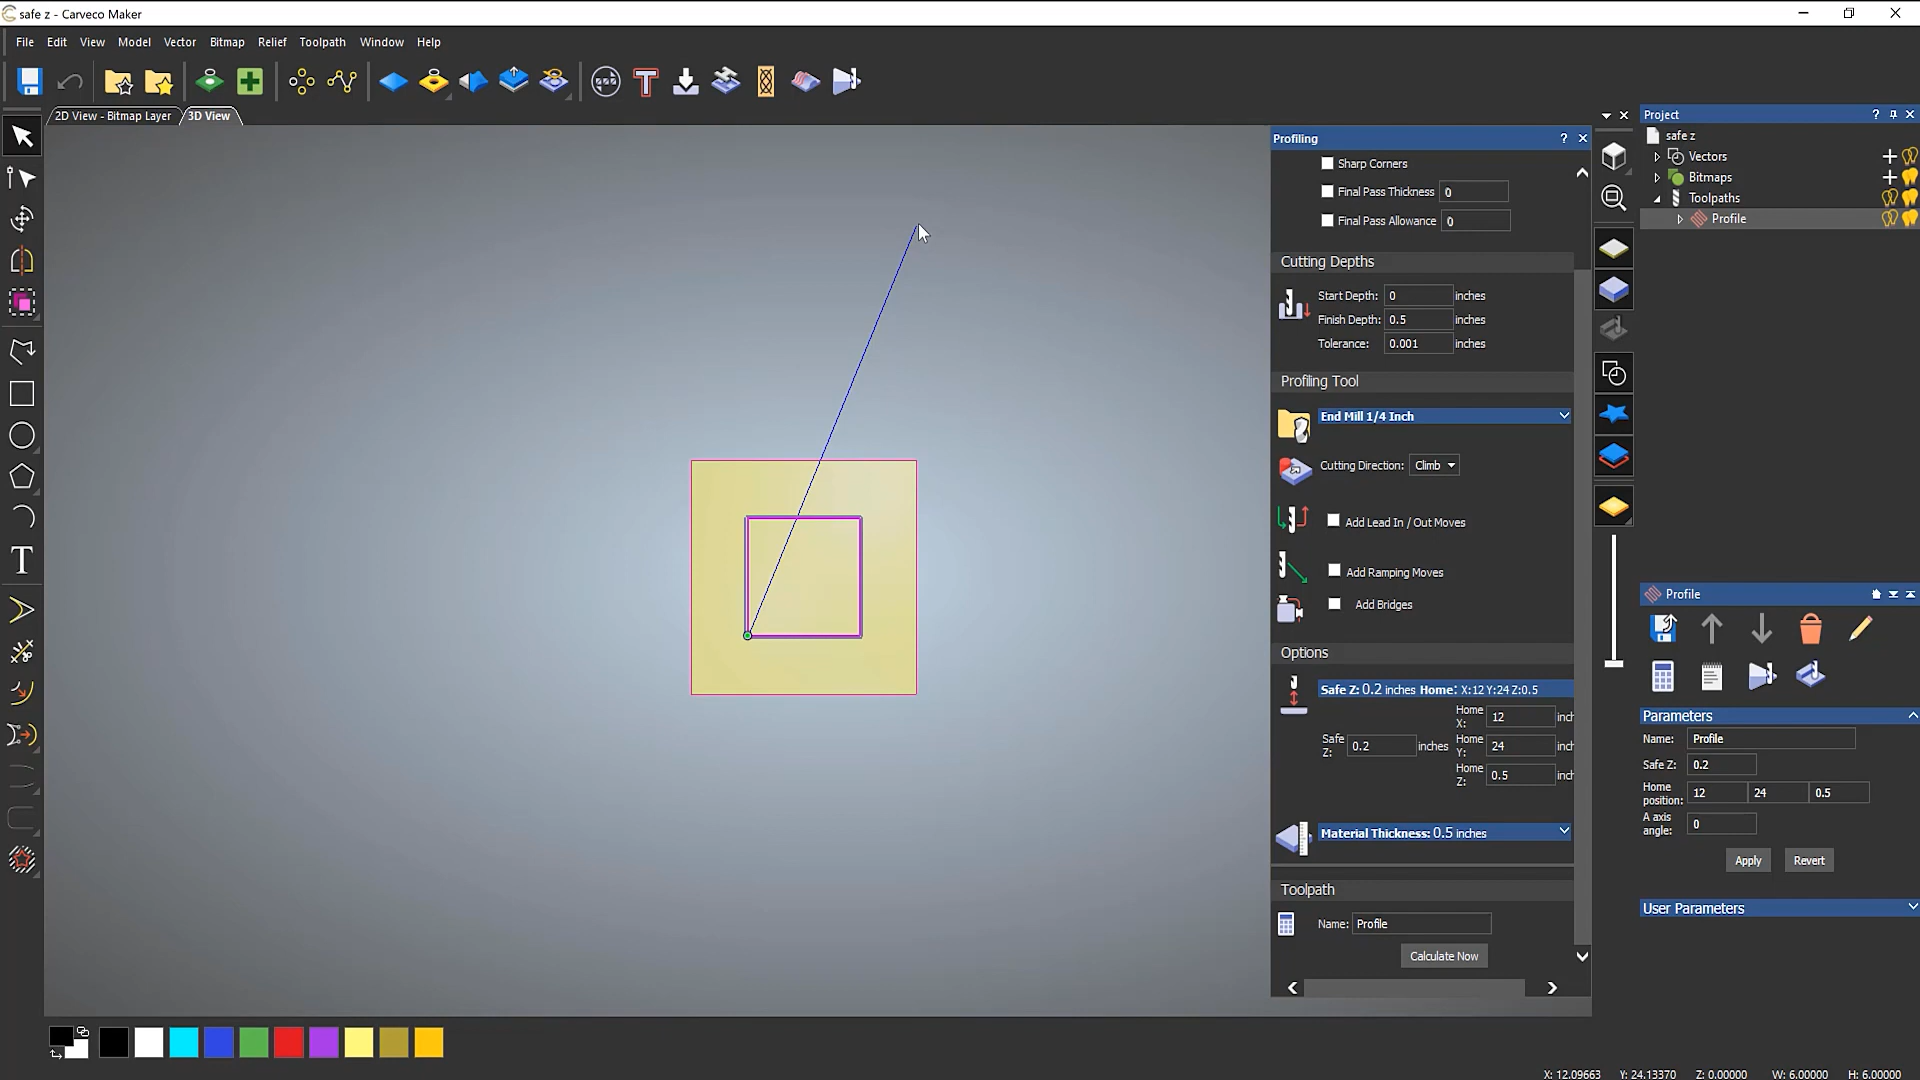 safe z - Carveco Maker
File Edit View Model Vector Bitmap Relief Toolpath Window Help
2D View - Bitmap Layer 3D View
Profiling ?
Sharp Corners
Final Pass Thickness 0
Final Pass Allowance 0
Cutting Depths
Start Depth: 0 inches
Finish Depth: 0.5 inches
Tolerance: 0.001 inches
Profiling Tool
End Mill 1/4 Inch
Cutting Direction: Climb
Add Lead In / Out Moves
Add Ramping Moves
Add Bridges
Options
Safe Z: 0.2 inches Home: X:12 Y:24 Z:0.5
Home X: 12 inch
Safe Z: 0.2 inches
Home Y: 24 inch
Home Z: 0.5 inch
Material Thickness: 0.5 inches
Toolpath
Name: Profile
Calculate Now
Project ?
safe z
Vectors
Bitmaps
Toolpaths
Profile
Profile
Parameters
Name: Profile
Safe Z: 0.2
Home position: 12 24 0.5
A axis angle: 0
Apply Revert
User Parameters
T
X: 12.09663 Y: 24.13370 Z: 0.00000 W: 6.00000 H: 6.00000